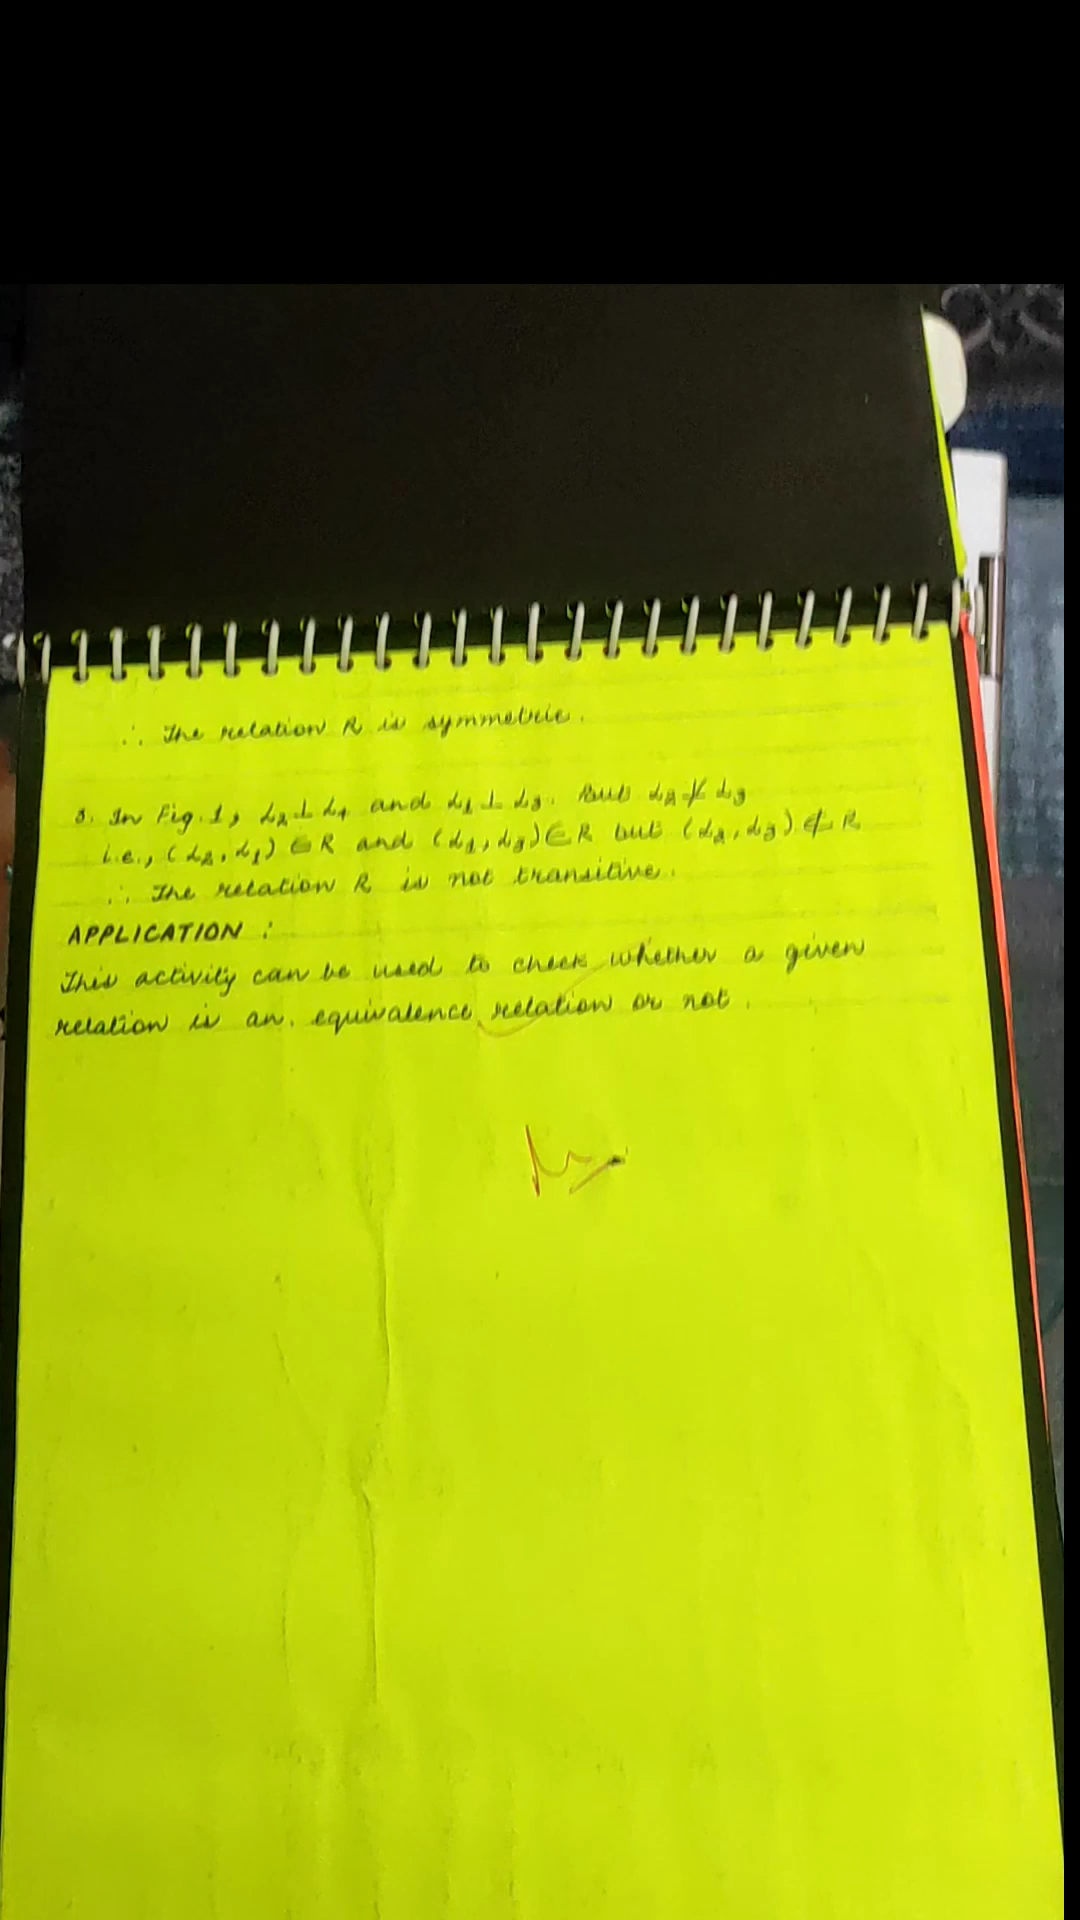 ∴ The relation R is symmetric.
3. In Fig. 1, L₂ ⊥ L₁ and L₁ ⊥ L₃. But L₂ ⊥̸ L₃
i.e., (L₂, L₁) ∈ R and (L₁, L₃) ∈ R but (L₂, L₃) ∉ R
∴ The relation R is not transitive.
APPLICATION :
This activity can be used to check whether a given
relation is an. equivalence relation or not.